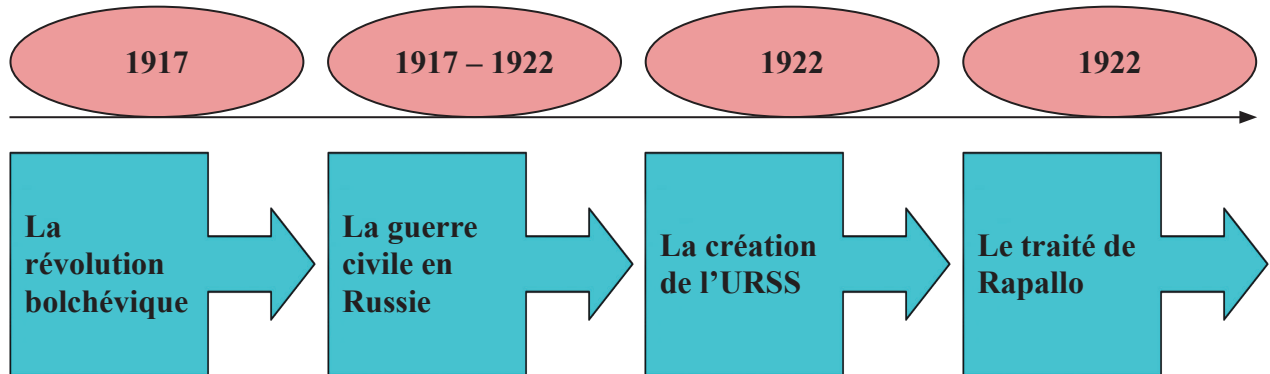 1917
1917 – 1922
1922
1922
La
révolution
bolchévique
La guerre
civile en
Russie
La création
de l’URSS
Le traité de
Rapallo